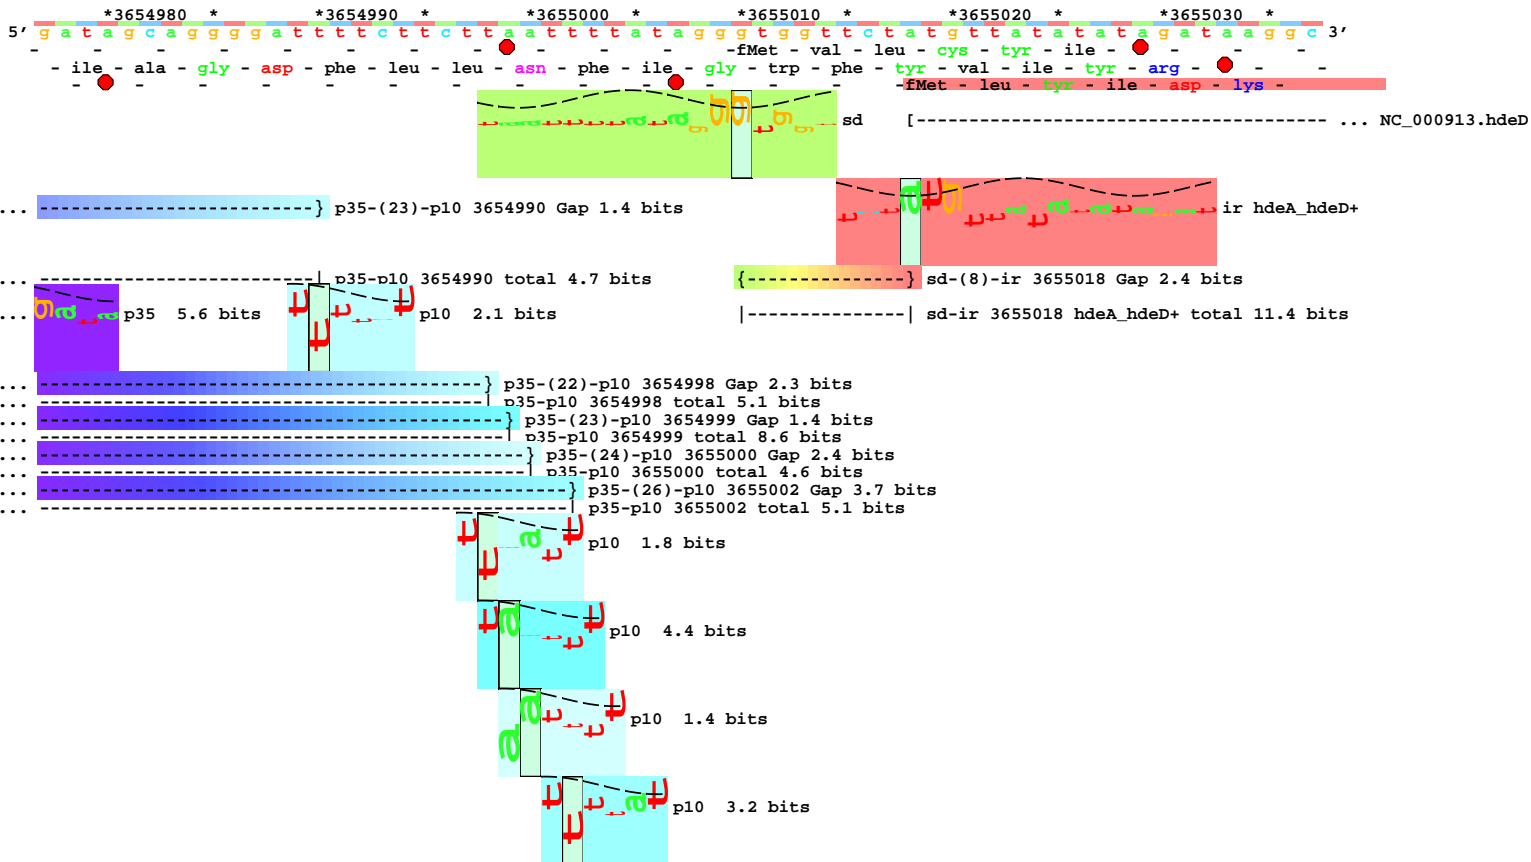 *3654980 * *3654990 * *3655000 * *3655010 * *3655020 * *3655030 *
5' g a t a g c a g g g g a t t t t c t t c t t a a t t t t a t a g g g t g g t t c t a t g t t a t a t a t a g a t a a g g c 3'
- - - - - - - - - - -fMet - val - leu - cys - tyr - ile - - - -
- ile - ala - gly - asp - phe - leu - leu - asn - phe - ile - gly - trp - phe - tyr - val - ile - tyr - arg - -
- - - - - - - - - - - -fMet - leu - tyr - ile - asp - lys -
sd [--------------------------------------- ... NC_000913.hdeD
... --------------------------} p35-(23)-p10 3654990 Gap 1.4 bits
ir hdeA_hdeD+
... --------------------------| p35-p10 3654990 total 4.7 bits
{---------------} sd-(8)-ir 3655018 Gap 2.4 bits
... p35 5.6 bits p10 2.1 bits |---------------| sd-ir 3655018 hdeA_hdeD+ total 11.4 bits
... ------------------------------------------} p35-(22)-p10 3654998 Gap 2.3 bits
... ------------------------------------------| p35-p10 3654998 total 5.1 bits
... --------------------------------------------} p35-(23)-p10 3654999 Gap 1.4 bits
... --------------------------------------------| p35-p10 3654999 total 8.6 bits
... ----------------------------------------------} p35-(24)-p10 3655000 Gap 2.4 bits
... ----------------------------------------------| p35-p10 3655000 total 4.6 bits
... --------------------------------------------------} p35-(26)-p10 3655002 Gap 3.7 bits
... --------------------------------------------------| p35-p10 3655002 total 5.1 bits
p10 1.8 bits
p10 4.4 bits
p10 1.4 bits
p10 3.2 bits